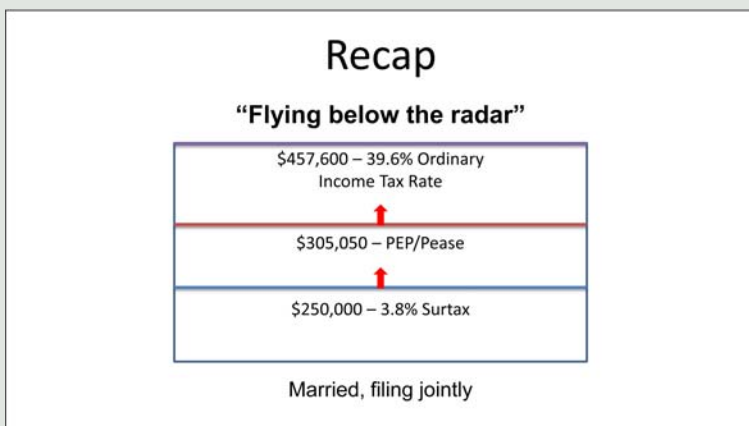 Recap
“Flying below the radar”
$457,600 – 39.6% Ordinary
Income Tax Rate
$305,050 – PEP/Pease
$250,000 – 3.8% Surtax
Married, filing jointly